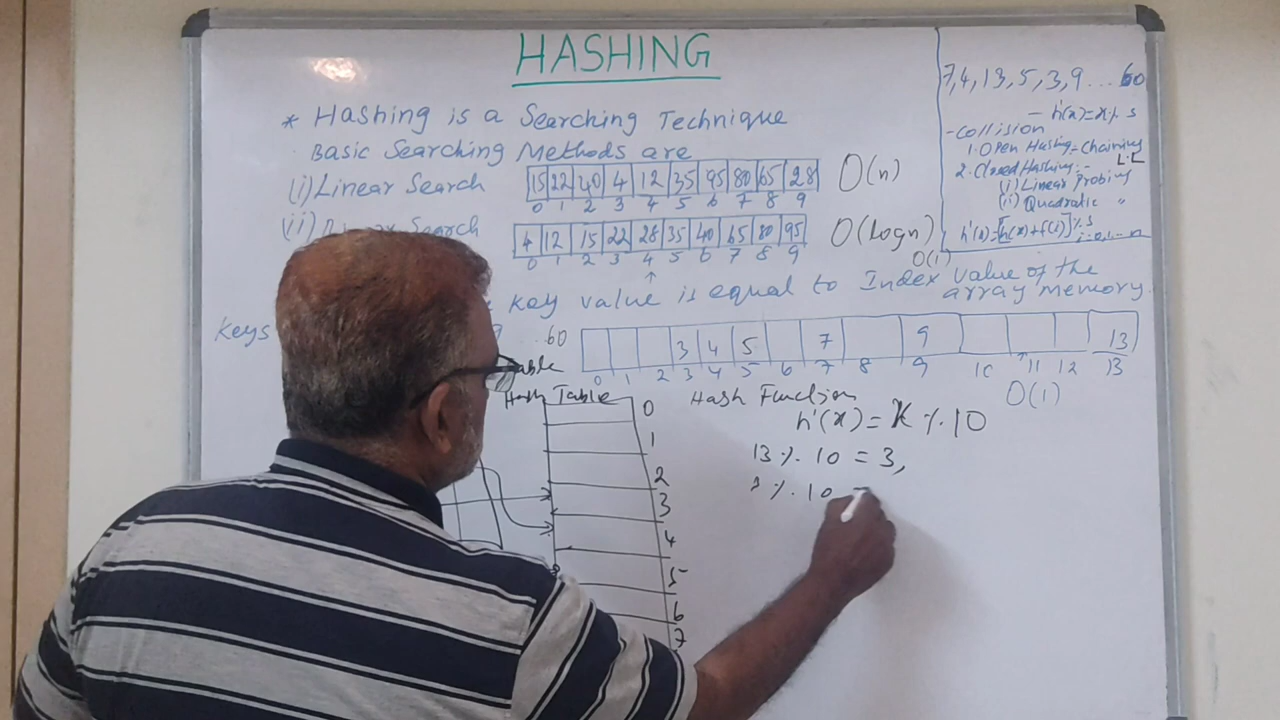 HASHING
* Hashing is a Searching Technique
Basic Searching Methods are
(i) Linear Search
15 22 40 4 12 35 95 80 65 28
0 1 2 3 4 5 6 7 8 9
O(n)
(ii) Search
4 12 15 22 28 35 40 65 80 95
0 1 2 3 4 5 6 7 8 9
↑
O(logn)
O(1)
key value is equal to Index value of the
array memory.
Keys
.. 60
3 4 5 7 9 13
0 1 2 3 4 5 6 7 8 9 10 11 12 13
O(1)
Hash Table
0
1
2
3
4
5
6
7
Hash Function
h'(x) = x % 10
13 % 10 = 3,
% 10 =
7, 4, 13, 5, 3, 9 ... 60
- h'(x) = x % s
- Collision
1. Open Hashing - Chaining
L.L
2. Closed Hashing -
(i) Linear Probing
(ii) Quadratic "
h'(x) = [h(x) + f(i)] % s
i = 0, 1, ... n